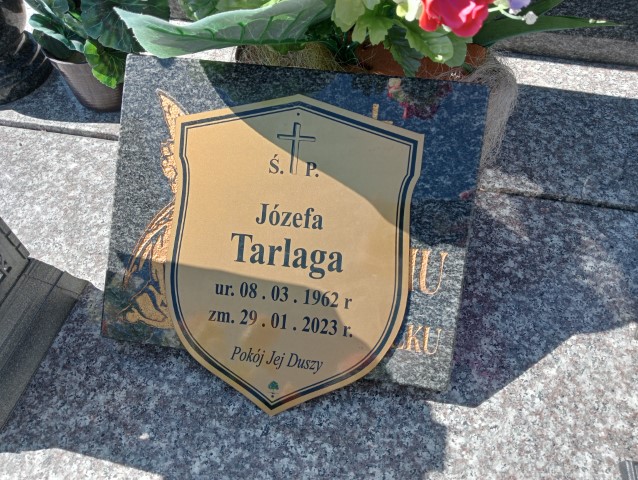 Ś. P.
Józefa
Tarlaga
ur. 08 . 03 . 1962 r
zm. 29 . 01 . 2023 r.
Pokój Jej Duszy